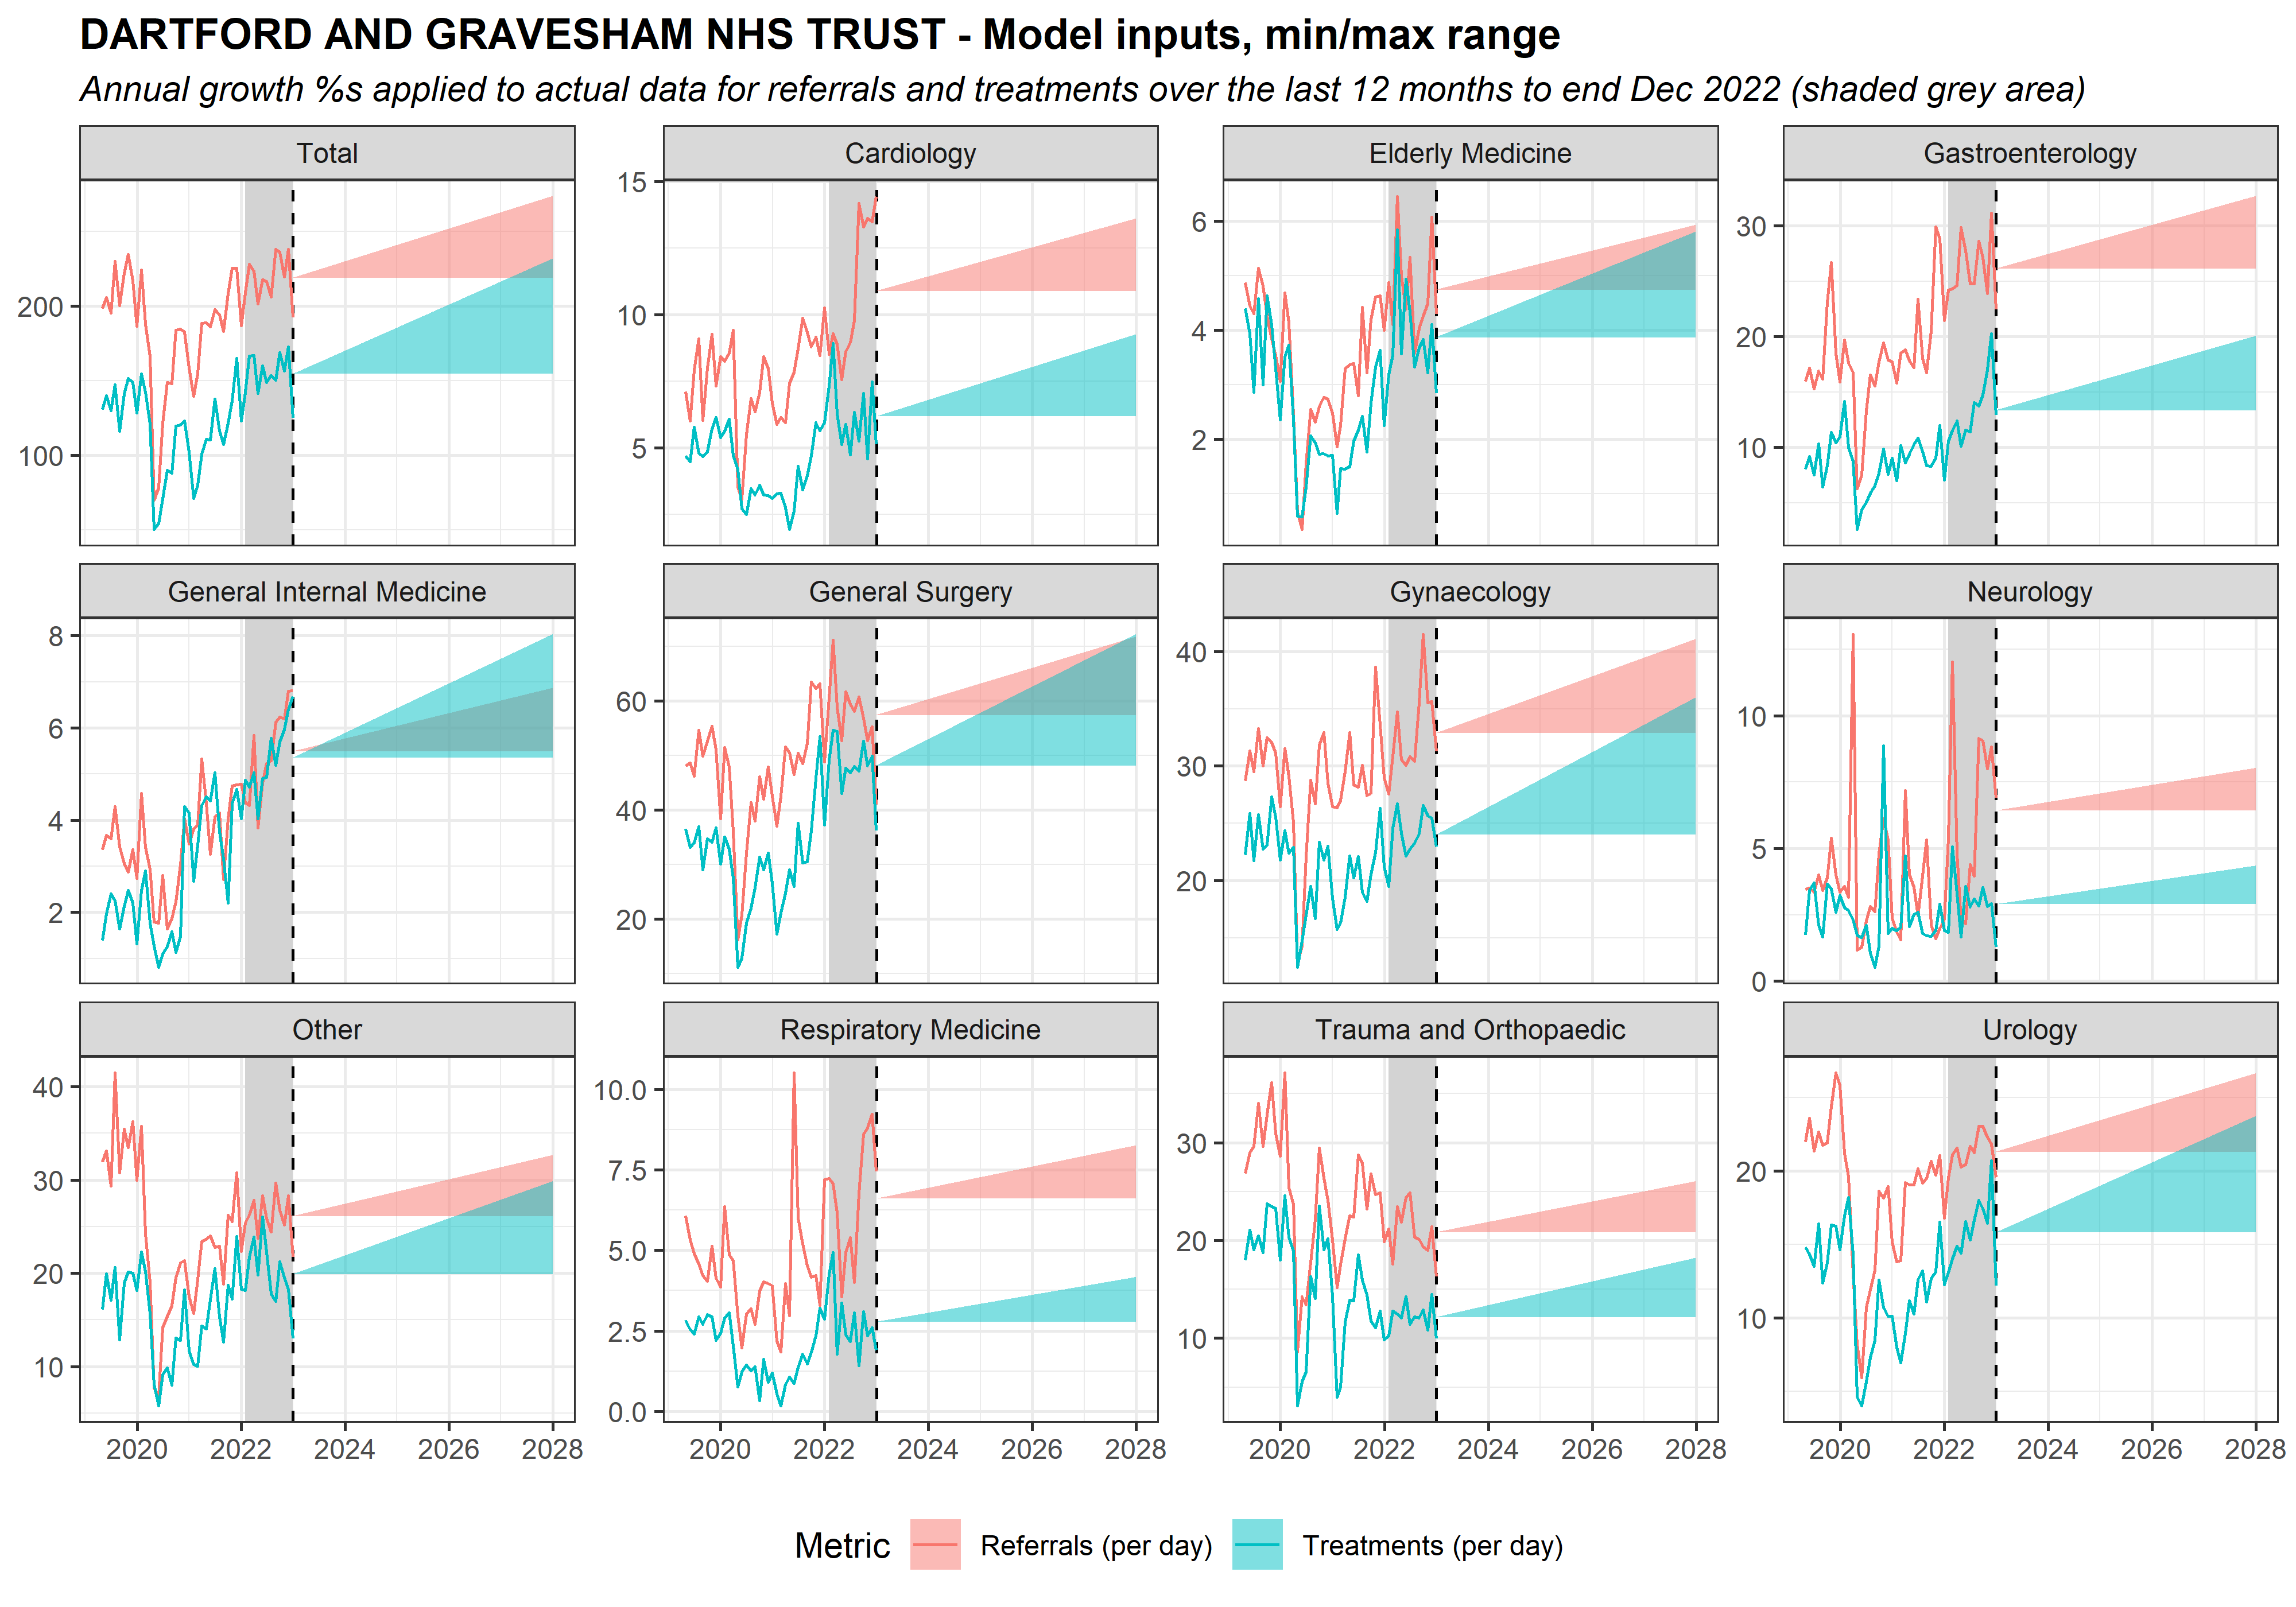 DARTFORD AND GRAVESHAM NHS TRUST - Model inputs, min/max range
Annual growth %s applied to actual data for referrals and treatments over the last 12 months to end Dec 2022 (shaded grey area)
Total
Cardiology
Elderly Medicine
Gastroenterology
200
100
15
10
5
6
4
2
30
20
10
General Internal Medicine
General Surgery
Gynaecology
Neurology
8
6
4
2
60
40
20
40
30
20
10
5
0
Other
Respiratory Medicine
Trauma and Orthopaedic
Urology
40
30
20
10
10.0
7.5
5.0
2.5
0.0
30
20
10
20
10
2020 2022 2024 2026 2028
2020 2022 2024 2026 2028
2020 2022 2024 2026 2028
2020 2022 2024 2026 2028
Metric Referrals (per day) Treatments (per day)